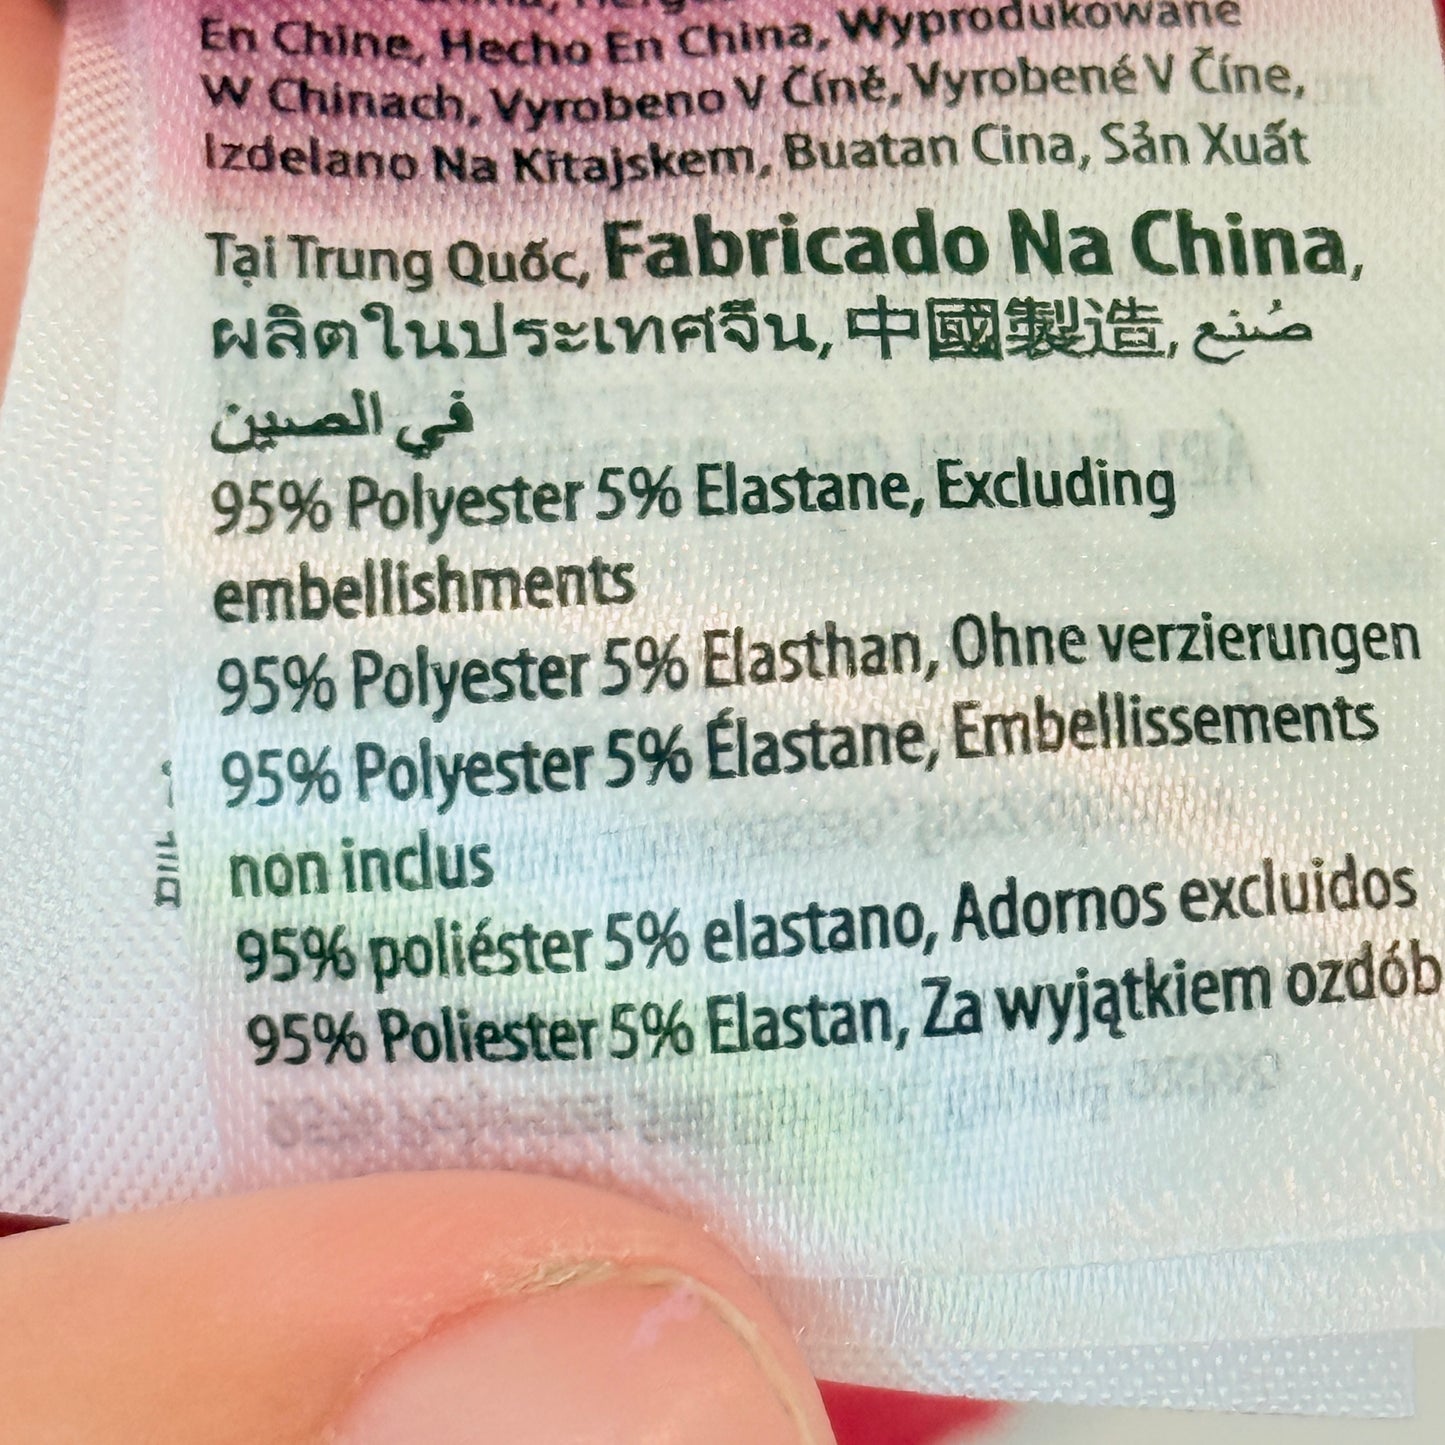 En Chine, Hecho En China, Wyprodukowane
W Chinach, Vyrobeno V Číně, Vyrobené V Číne,
Izdelano Na Kitajskem, Buatan Cina, Sản Xuất
Tại Trung Quốc, Fabricado Na China,
ผลิตในประเทศจีน, 中國製造, صُنع
في الصين
95% Polyester 5% Elastane, Excluding
embellishments
95% Polyester 5% Elasthan, Ohne verzierungen
95% Polyester 5% Élastane, Embellissements
non inclus
95% poliéster 5% elastano, Adornos excluidos
95% Poliester 5% Elastan, Za wyjątkiem ozdób